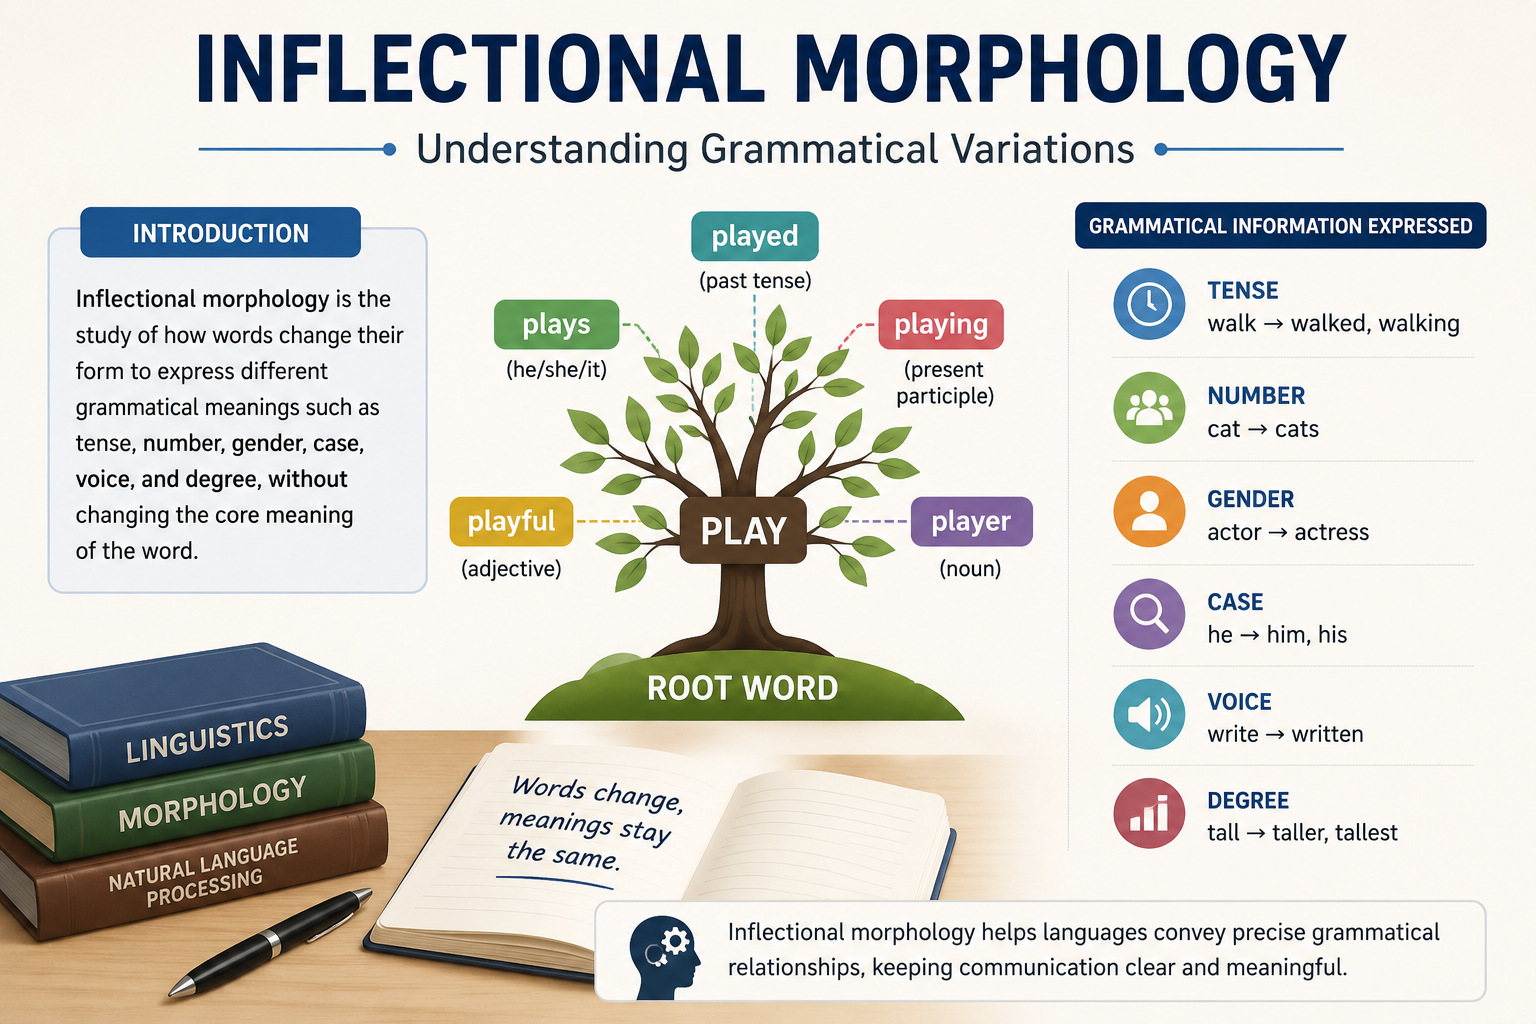 INFLECTIONAL MORPHOLOGY
Understanding Grammatical Variations
INTRODUCTION
Inflectional morphology is the
study of how words change their
form to express different
grammatical meanings such as
tense, number, gender, case,
voice, and degree, without
changing the core meaning
of the word.
played
(past tense)
plays
(he/she/it)
playing
(present
participle)
playful
(adjective)
PLAY
player
(noun)
ROOT WORD
GRAMMATICAL INFORMATION EXPRESSED
TENSE
walk → walked, walking
NUMBER
cat → cats
GENDER
actor → actress
CASE
he → him, his
VOICE
write → written
DEGREE
tall → taller, tallest
LINGUISTICS
MORPHOLOGY
NATURAL LANGUAGE
PROCESSING
Words change,
meanings stay
the same.
Inflectional morphology helps languages convey precise grammatical
relationships, keeping communication clear and meaningful.